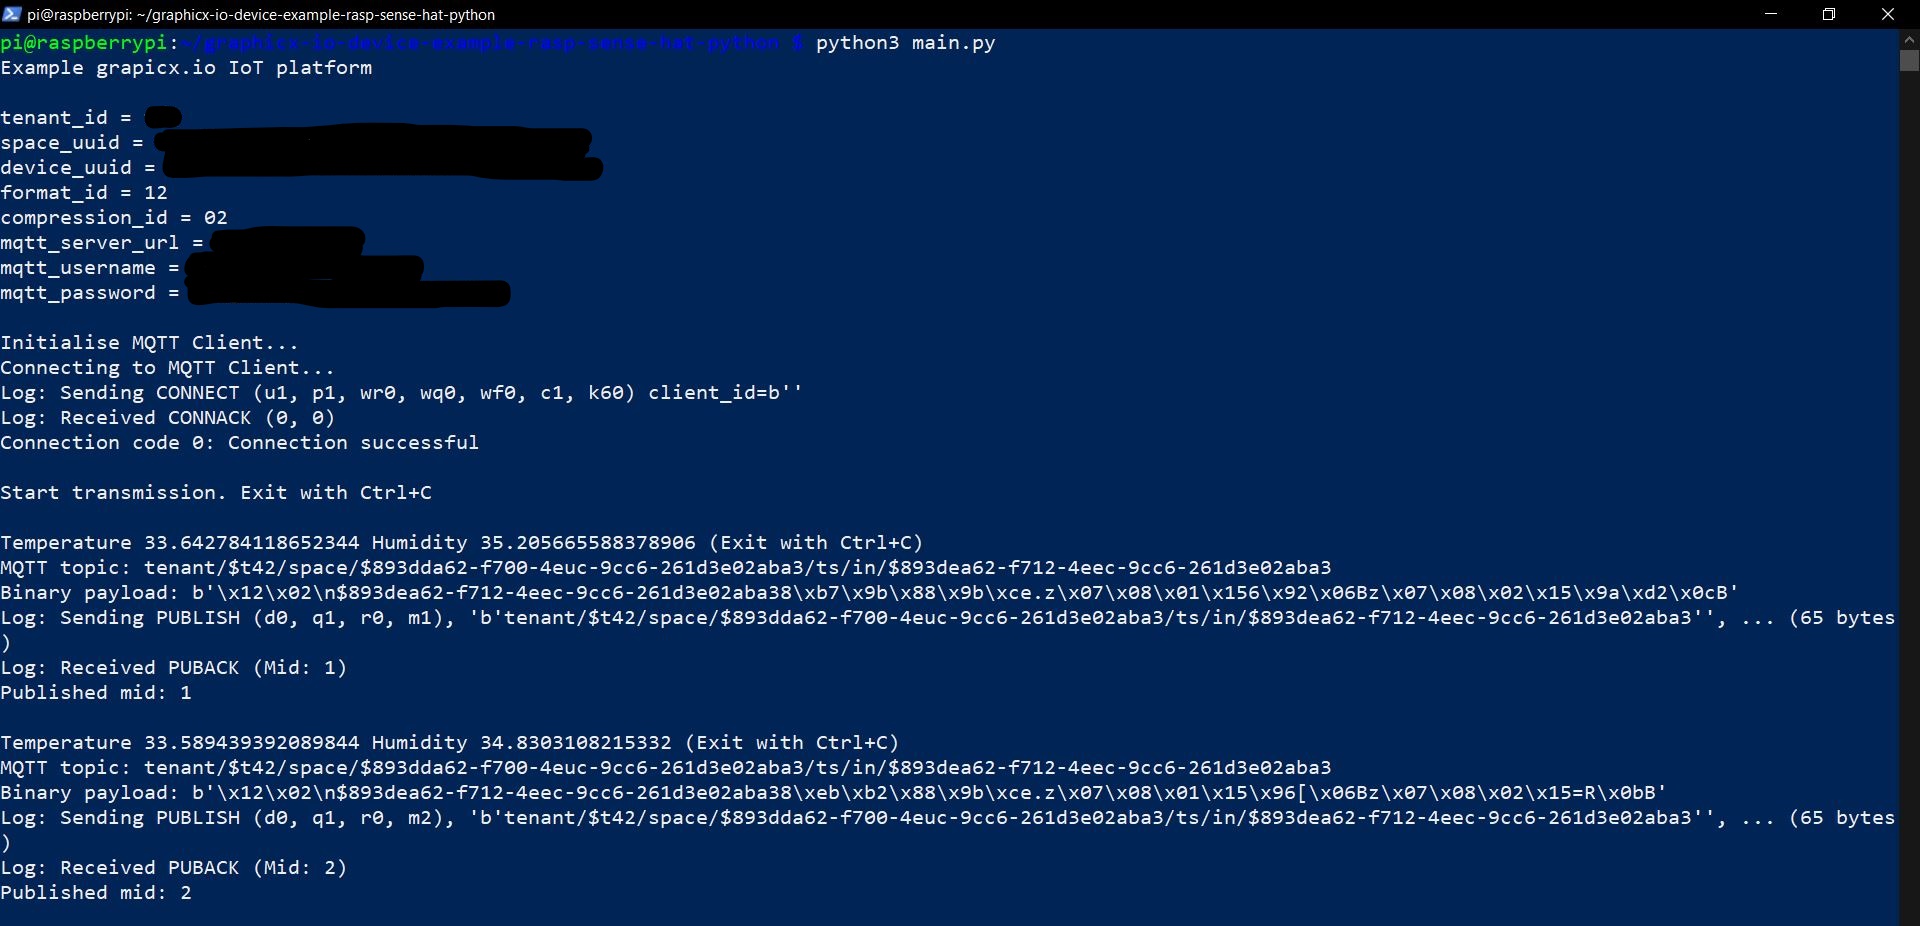 pi@raspberrypi: ~/graphicx-io-device-example-rasp-sense-hat-python
pi@raspberrypi:~/graphicx-io-device-example-rasp-sense-hat-python $ python3 main.py
Example grapicx.io IoT platform
tenant_id =
space_uuid =
device_uuid =
format_id = 12
compression_id = 02
mqtt_server_url =
mqtt_username =
mqtt_password =
Initialise MQTT Client...
Connecting to MQTT Client...
Log: Sending CONNECT (u1, p1, wr0, wq0, wf0, c1, k60) client_id=b''
Log: Received CONNACK (0, 0)
Connection code 0: Connection successful
Start transmission. Exit with Ctrl+C
Temperature 33.642784118652344 Humidity 35.205665588378906 (Exit with Ctrl+C)
MQTT topic: tenant/$t42/space/$893dda62-f700-4euc-9cc6-261d3e02aba3/ts/in/$893dea62-f712-4eec-9cc6-261d3e02aba3
Binary payload: b'\x12\x02\n$893dea62-f712-4eec-9cc6-261d3e02aba38\xb7\x9b\x88\x9b\xce.z\x07\x08\x01\x156\x92\x06Bz\x07\x08\x02\x15\x9a\xd2\x0cB'
Log: Sending PUBLISH (d0, q1, r0, m1), 'b'tenant/$t42/space/$893dda62-f700-4euc-9cc6-261d3e02aba3/ts/in/$893dea62-f712-4eec-9cc6-261d3e02aba3'', ... (65 bytes
)
Log: Received PUBACK (Mid: 1)
Published mid: 1
Temperature 33.589439392089844 Humidity 34.8303108215332 (Exit with Ctrl+C)
MQTT topic: tenant/$t42/space/$893dda62-f700-4euc-9cc6-261d3e02aba3/ts/in/$893dea62-f712-4eec-9cc6-261d3e02aba3
Binary payload: b'\x12\x02\n$893dea62-f712-4eec-9cc6-261d3e02aba38\xeb\xb2\x88\x9b\xce.z\x07\x08\x01\x15\x96[\x06Bz\x07\x08\x02\x15=R\x0bB'
Log: Sending PUBLISH (d0, q1, r0, m2), 'b'tenant/$t42/space/$893dda62-f700-4euc-9cc6-261d3e02aba3/ts/in/$893dea62-f712-4eec-9cc6-261d3e02aba3'', ... (65 bytes
)
Log: Received PUBACK (Mid: 2)
Published mid: 2